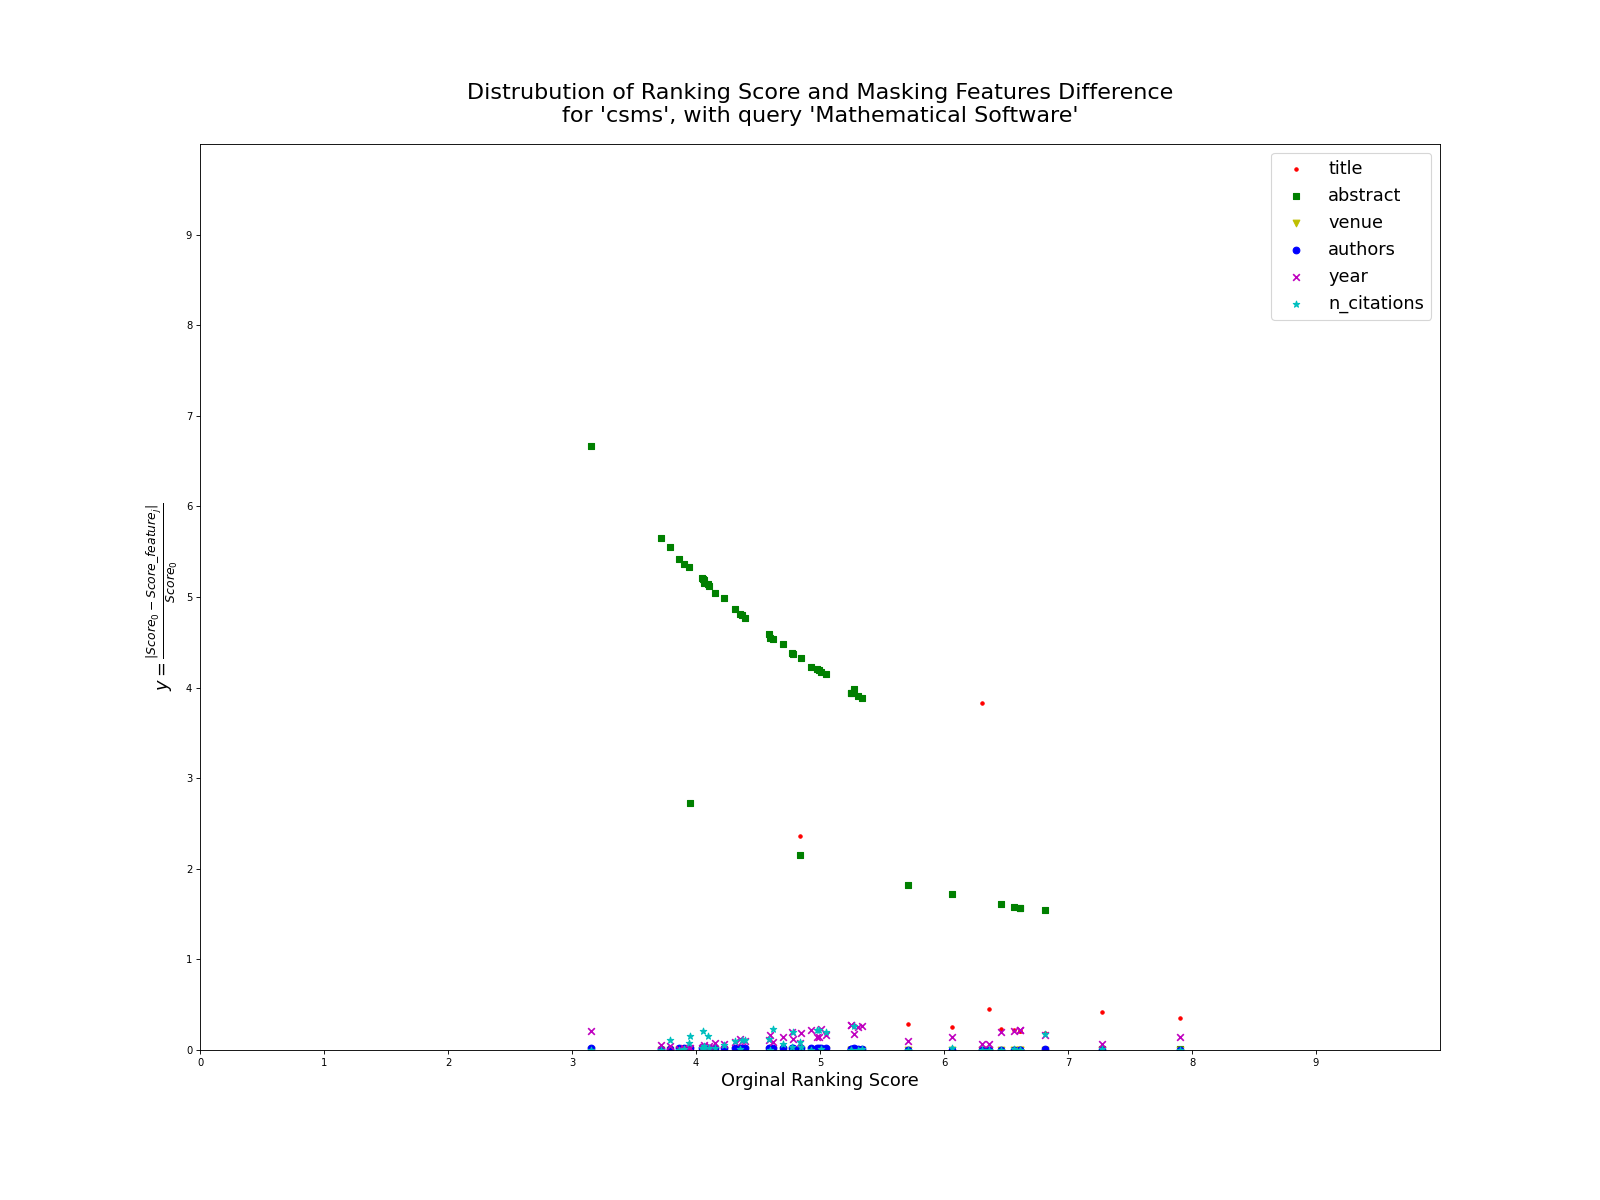 Distrubution of Ranking Score and Masking Features Difference
for 'csms', with query 'Mathematical Software'
title
abstract
venue
authors
year
n_citations
9
8
7
6
5
4
3
2
1
0
y = |Score₀ − Score_featureⱼ| / Score₀
0 1 2 3 4 5 6 7 8 9
Orginal Ranking Score